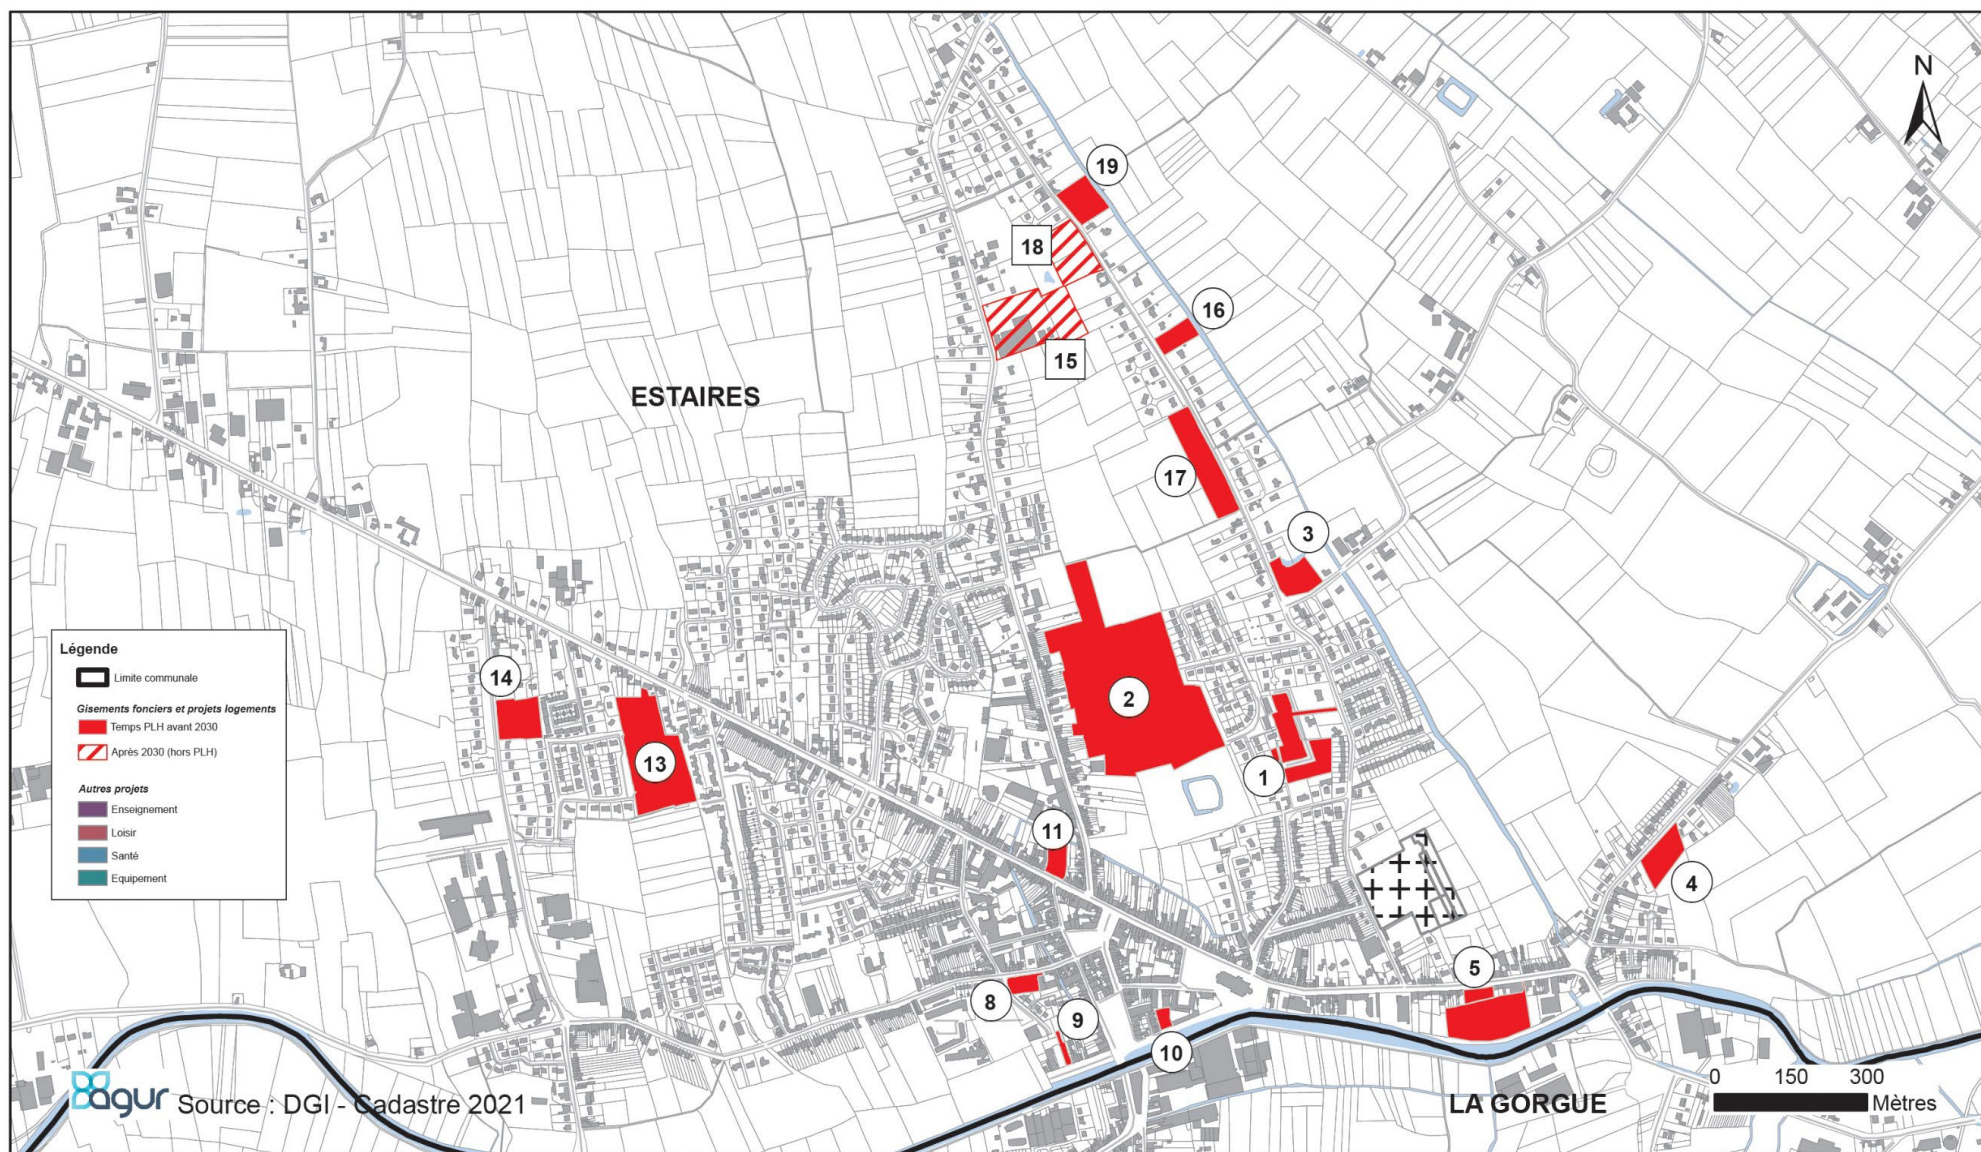 N
19
18
16
15
ESTAIRES
17
3
Légende
Limite communale
Gisements fonciers et projets logements
Temps PLH avant 2030
Après 2030 (hors PLH)
Autres projets
Enseignement
Loisir
Santé
Equipement
14
13
2
1
11
4
5
8
9
10
agur Source : DGI - Cadastre 2021
LA GORGUE
0 150 300
Mètres